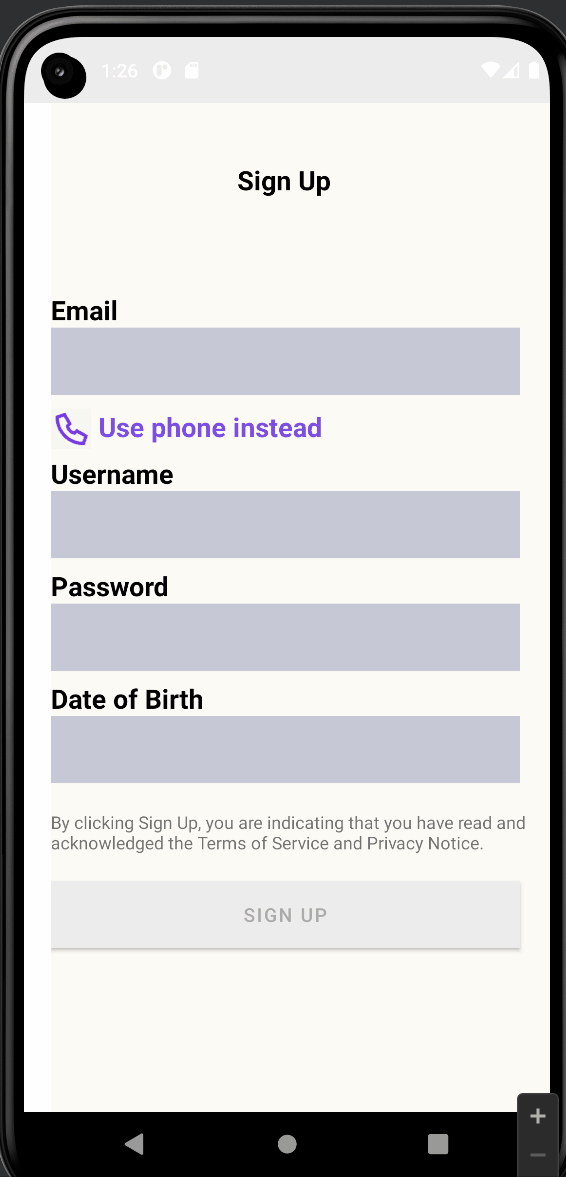 1:26
Sign Up
Email
Use phone instead
Username
Password
Date of Birth
By clicking Sign Up, you are indicating that you have read and
acknowledged the Terms of Service and Privacy Notice.
SIGN UP